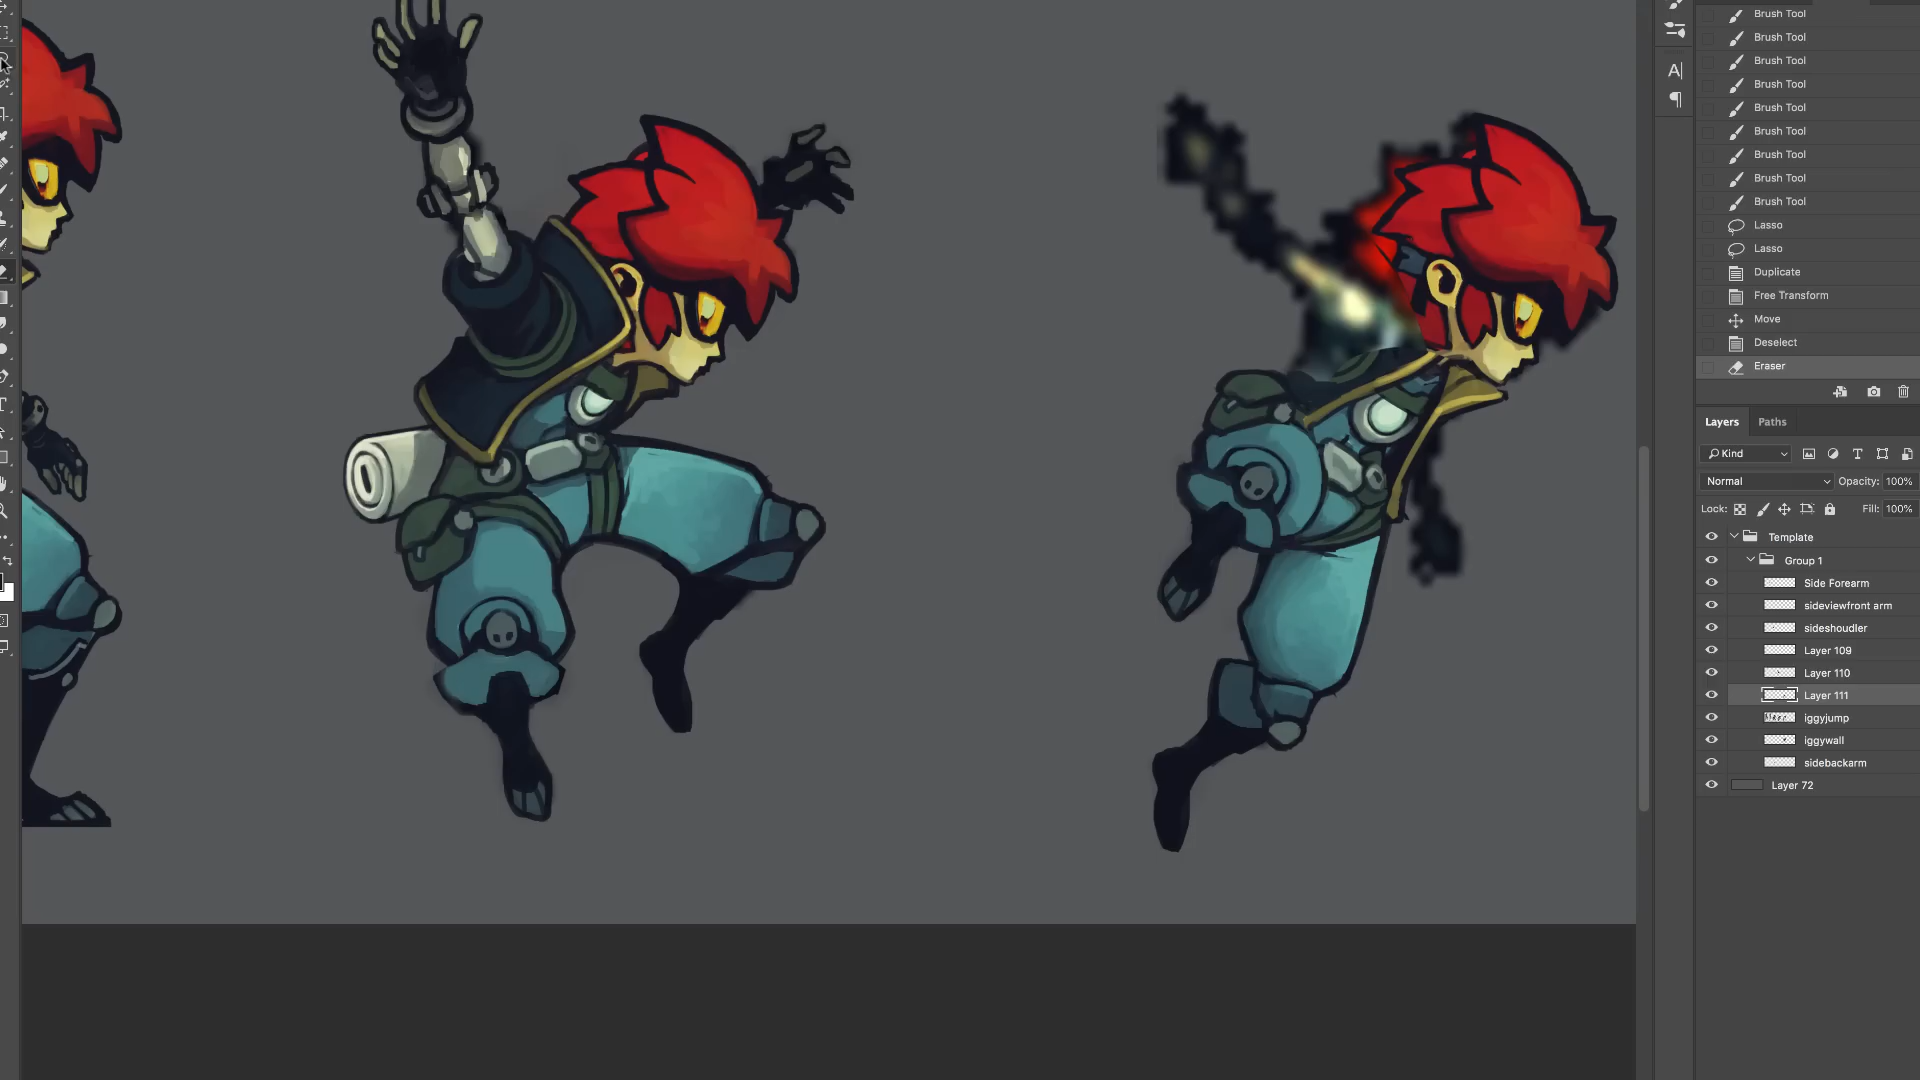 Brush Tool
Brush Tool
Brush Tool
Brush Tool
Brush Tool
Brush Tool
Brush Tool
Brush Tool
Brush Tool
Lasso
Lasso
Duplicate
Free Transform
Move
Deselect
Eraser
Layers Paths
Kind
Normal Opacity: 100%
Lock: Fill: 100%
Template
Group 1
Side Forearm
sideviewfront arm
sideshoudler
Layer 109
Layer 110
Layer 111
iggyjump
iggywall
sidebackarm
Layer 72